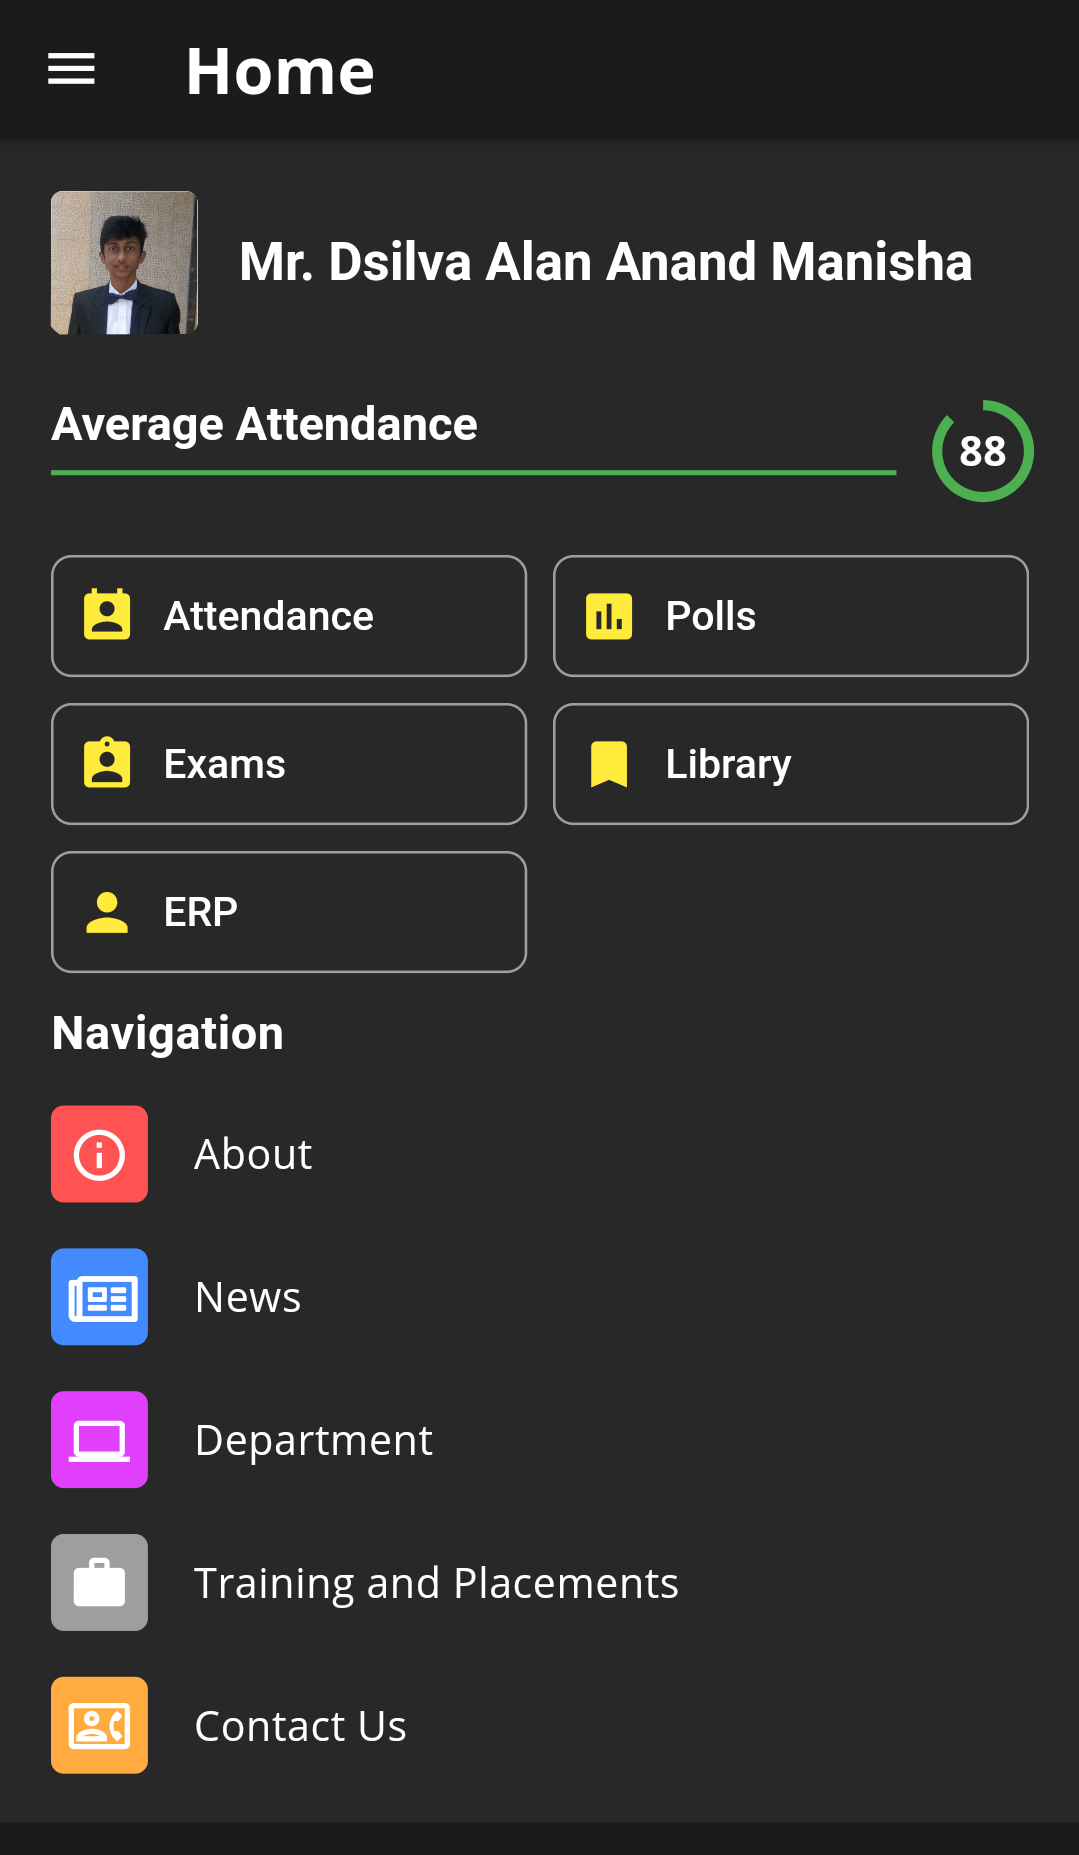 Home
Mr. Dsilva Alan Anand Manisha
Average Attendance
88
Attendance
Polls
Exams
Library
ERP
Navigation
About
News
Department
Training and Placements
Contact Us